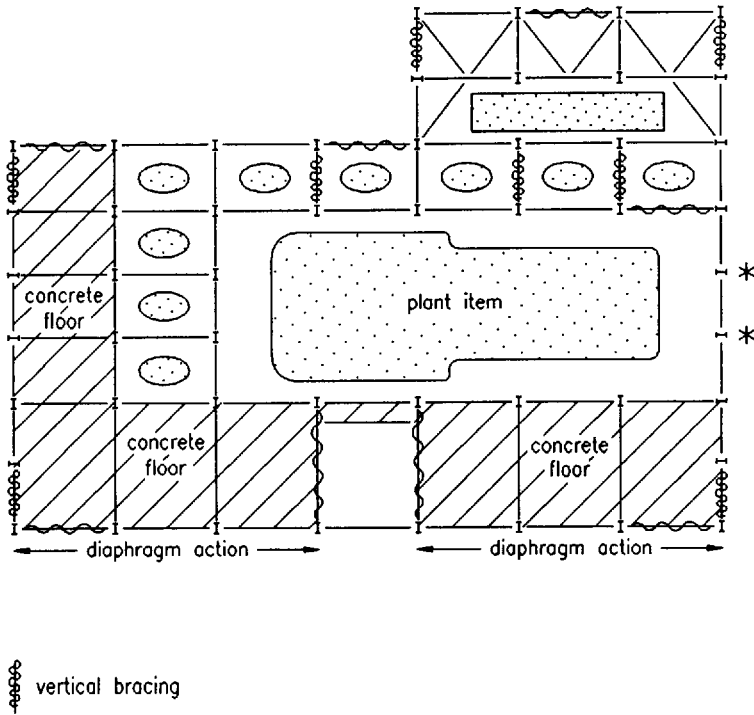 plant item
concrete
floor
concrete
floor
concrete
floor
diaphragm action
diaphragm action
vertical bracing